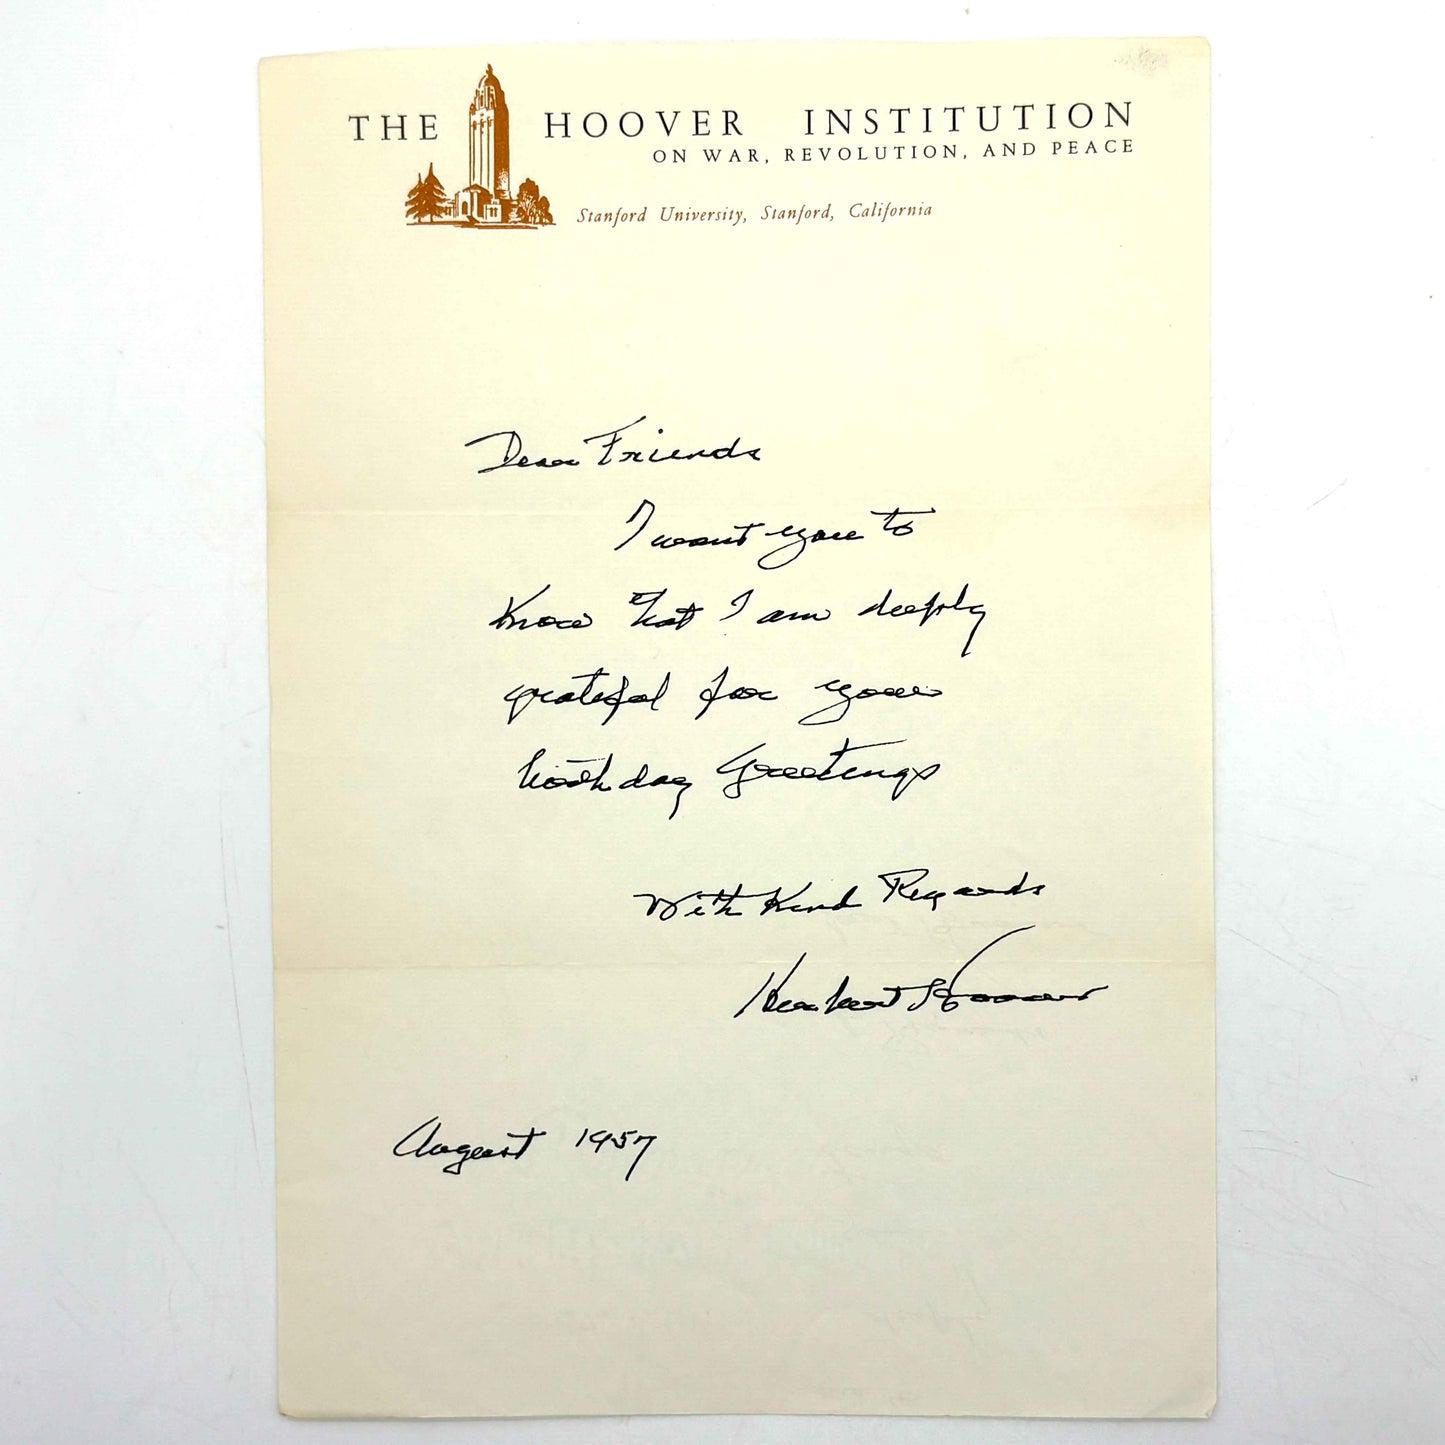 THE HOOVER INSTITUTION
ON WAR, REVOLUTION, AND PEACE
Stanford University, Stanford, California
Dear Friends
I want you to
Know that I am deeply
grateful for your
birthday Greetings
With Kind Regards
Herbert Hoover
August 1957